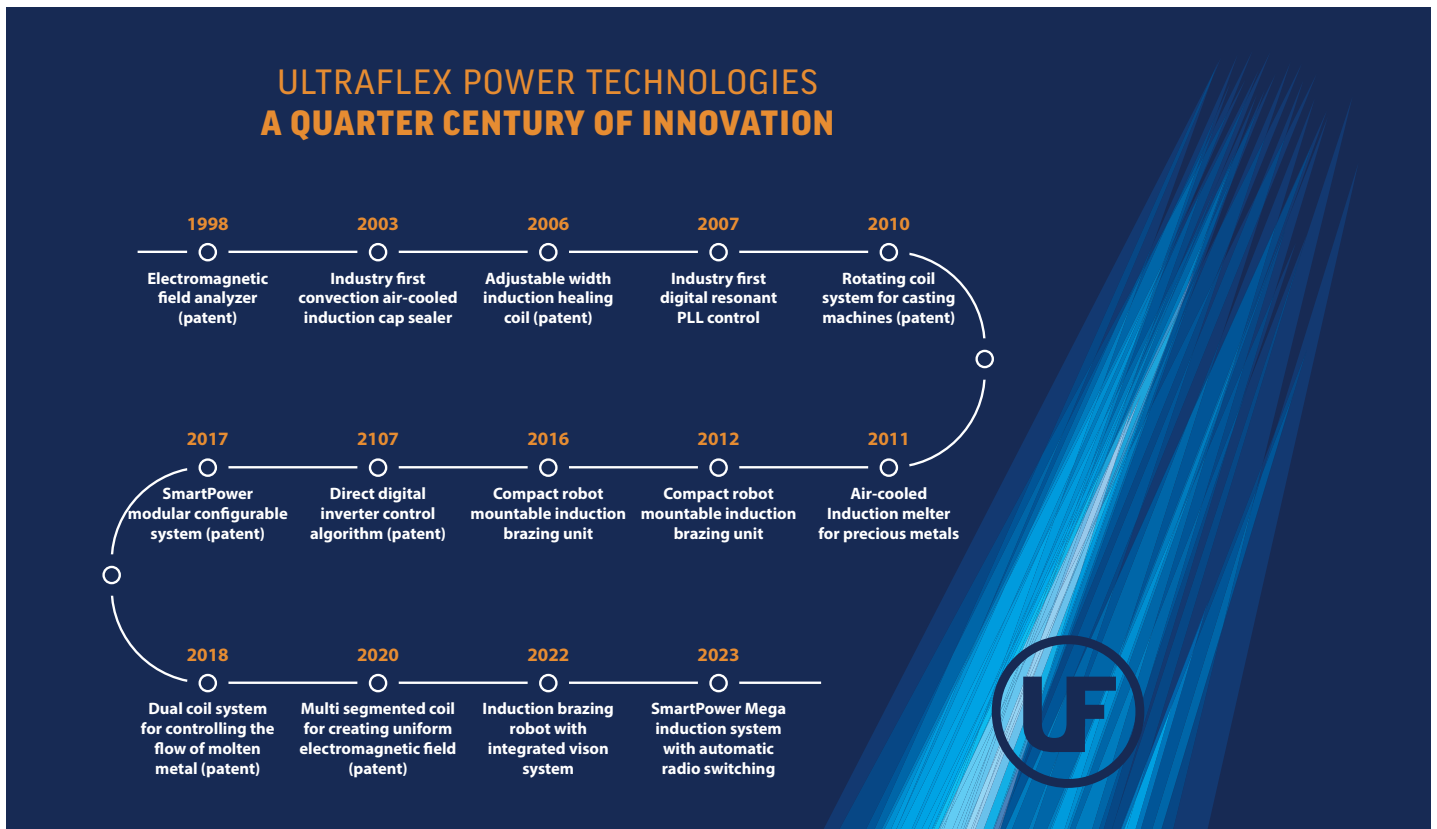 ULTRAFLEX POWER TECHNOLOGIES
A QUARTER CENTURY OF INNOVATION
1998
Electromagnetic
field analyzer
(patent)
2003
Industry first
convection air-cooled
induction cap sealer
2006
Adjustable width
induction healing
coil (patent)
2007
Industry first
digital resonant
PLL control
2010
Rotating coil
system for casting
machines (patent)
2011
Air-cooled
Induction melter
for precious metals
2012
Compact robot
mountable induction
brazing unit
2016
Compact robot
mountable induction
brazing unit
2107
Direct digital
inverter control
algorithm (patent)
2017
SmartPower
modular configurable
system (patent)
2018
Dual coil system
for controlling the
flow of molten
metal (patent)
2020
Multi segmented coil
for creating uniform
electromagnetic field
(patent)
2022
Induction brazing
robot with
integrated vison
system
2023
SmartPower Mega
induction system
with automatic
radio switching
UF